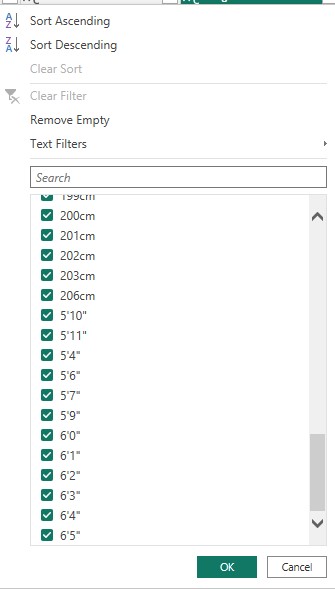 Sort Ascending
Sort Descending
Clear Sort
Clear Filter
Remove Empty
Text Filters
Search
199cm
200cm
201cm
202cm
203cm
206cm
5'10"
5'11"
5'4"
5'6"
5'7"
5'9"
6'0"
6'1"
6'2"
6'3"
6'4"
6'5"
OK
Cancel